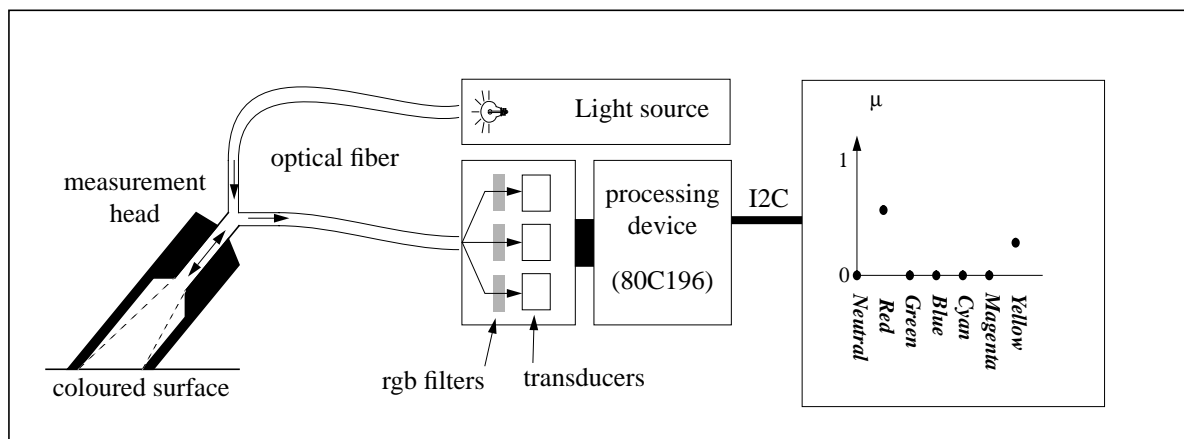 Light source
optical fiber
measurement
head
processing
device
(80C196)
I2C
coloured surface
rgb filters
transducers
μ
1
0
Neutral
Red
Green
Blue
Cyan
Magenta
Yellow